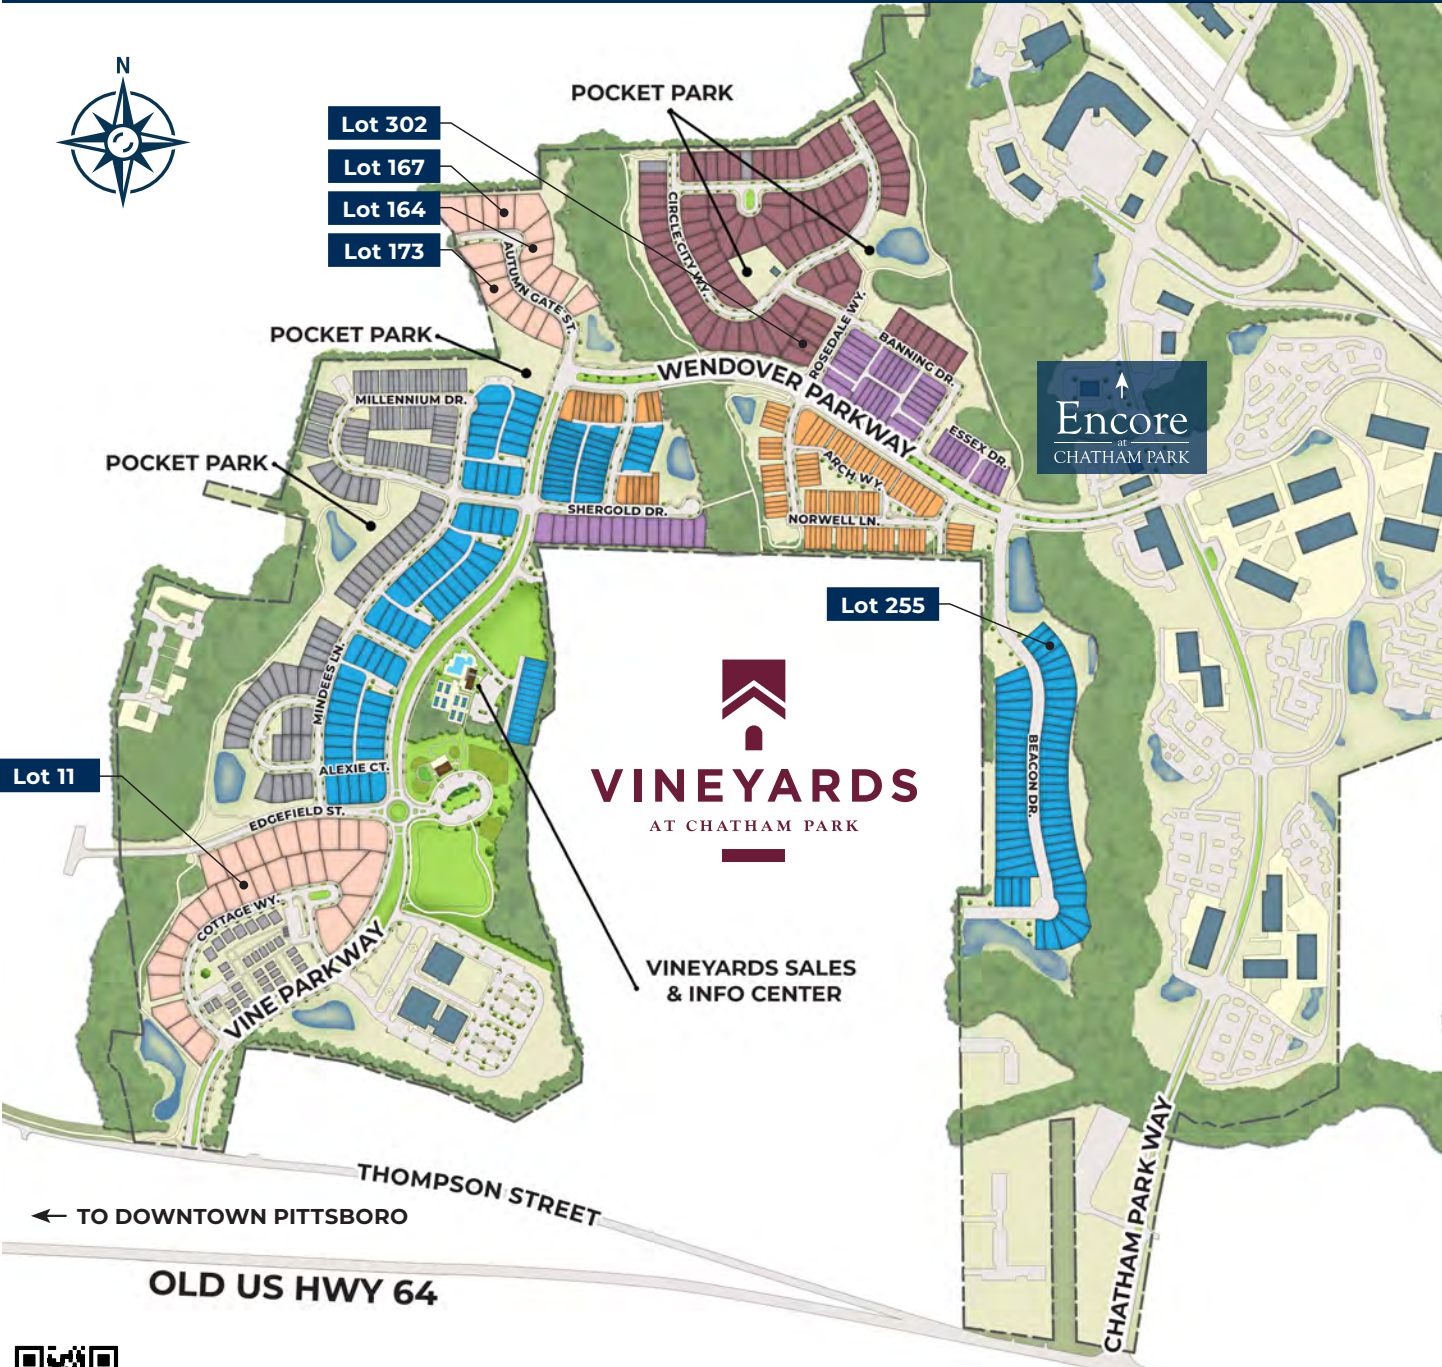 N
POCKET PARK
Lot 302
Lot 167
Lot 164
Lot 173
CIRCLE CITY WY.
AUTUMN GATE ST.
POCKET PARK
ROSEDALE WY.
BANNING DR.
WENDOVER PARKWAY
MILLENNIUM DR.
Encore
at
CHATHAM PARK
ESSEX DR.
POCKET PARK
ARCH WY.
SHERGOLD DR.
NORWELL LN.
Lot 255
MINDEES LN.
VINEYARDS
AT CHATHAM PARK
BEACON DR.
Lot 11
ALEXIE CT.
EDGEFIELD ST.
COTTAGE WY.
VINE PARKWAY
VINEYARDS SALES
& INFO CENTER
CHATHAM PARK WAY
THOMPSON STREET
TO DOWNTOWN PITTSBORO
OLD US HWY 64